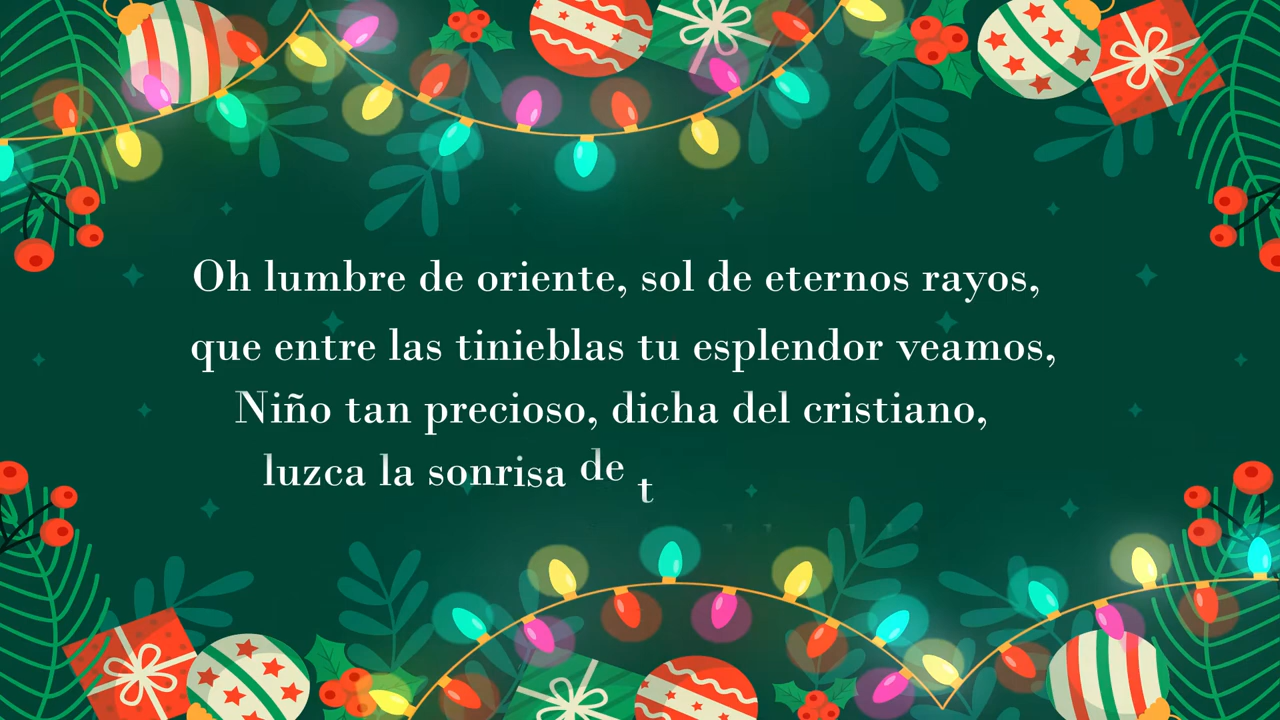 Oh lumbre de oriente, sol de eternos rayos,
que entre las tinieblas tu esplendor veamos,
Niño tan precioso, dicha del cristiano,
luzca la sonrisa de t